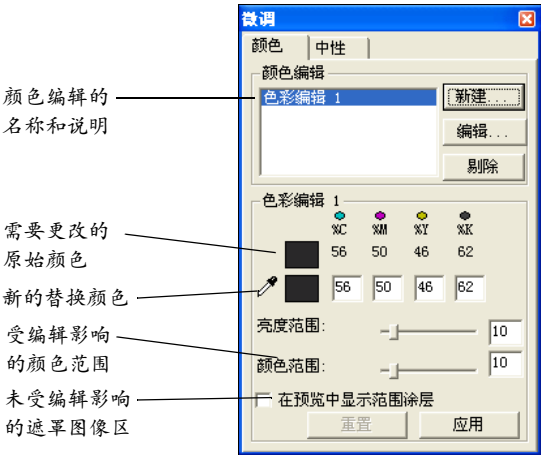 微调
颜色 中性
颜色编辑
色彩编辑 1
新建...
编辑...
剔除
颜色编辑的
名称和说明
色彩编辑 1
%C %M %Y %K
需要更改的
原始颜色
56 50 46 62
新的替换颜色
56 50 46 62
受编辑影响
的颜色范围
亮度范围: 10
颜色范围: 10
未受编辑影响
的遮罩图像区
在预览中显示范围涂层
重置 应用